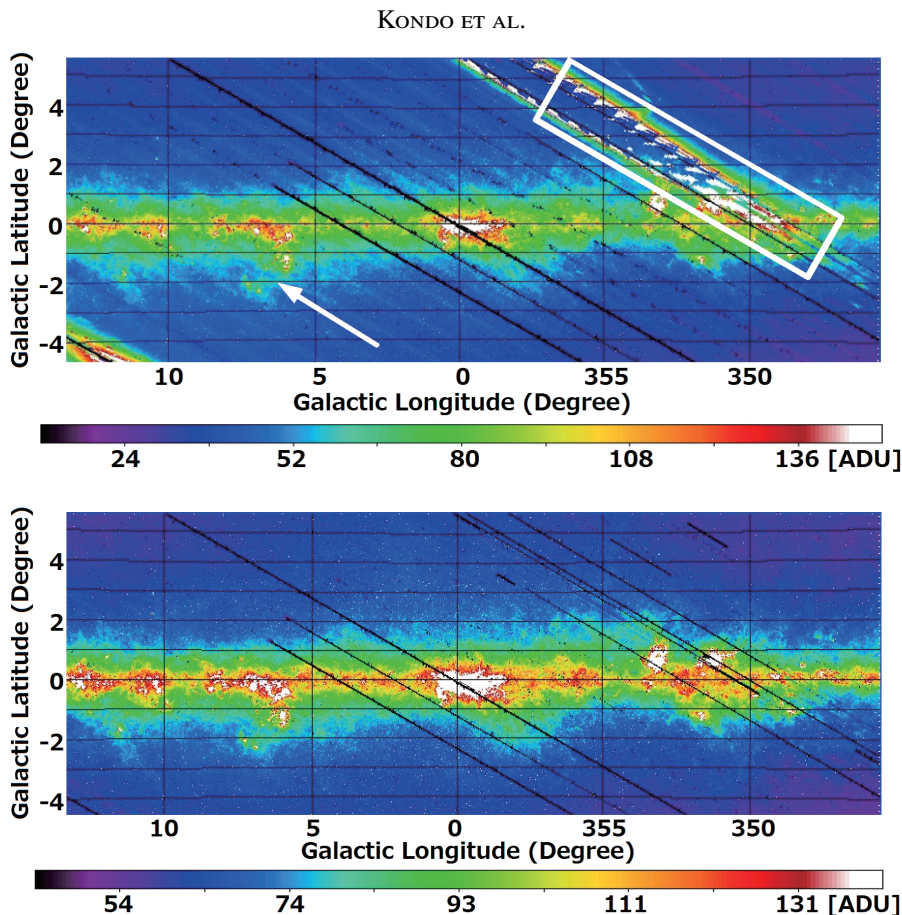 KONDO ET AL.
Galactic Latitude (Degree)
4
2
0
-2
-4
10 5 0 355 350
Galactic Longitude (Degree)
24 52 80 108 136 [ADU]
Galactic Latitude (Degree)
4
2
0
-2
-4
10 5 0 355 350
Galactic Longitude (Degree)
54 74 93 111 131 [ADU]